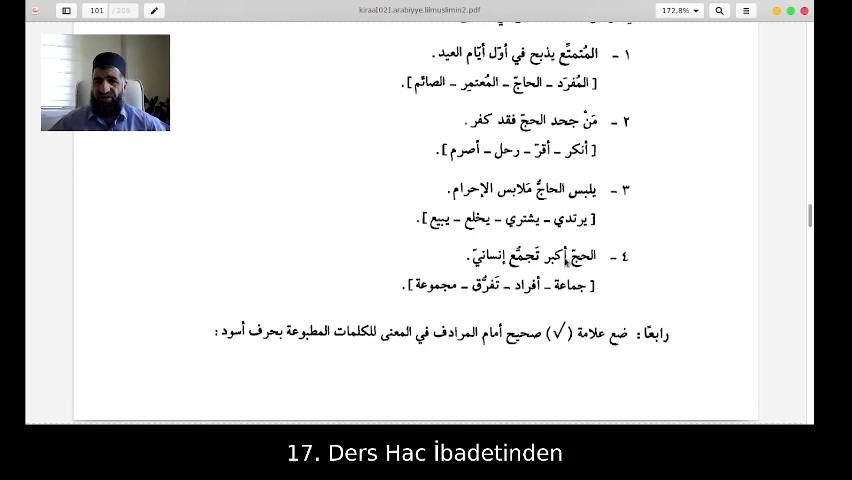 101 / 209
kiraa[02].arabiyye.lilmuslimin2.pdf
172,8%
١ - المُتمتِّع يذبح في أوّل أيّام العيد .
[ المُفرَد - الحاجّ - المُعتمِر - الصائم ] .
٢ - مَنْ جحد الحجّ فقد كفر .
[ أنكر - أقرّ - رحل - أصرم ] .
٣ - يلبس الحاجُّ مَلابس الإحرام .
[ يرتدي - يشتري - يخلع - يبيع ] .
٤ - الحجّ أكبر تَجمُّع إنسانيّ .
[ جماعة - أفراد - تَفرُّق - مجموعة ] .
رابعًا : ضع علامة (√) صحيح أمام المرادف في المعنى للكلمات المطبوعة بحرف أسود :
17. Ders Hac İbadetinden